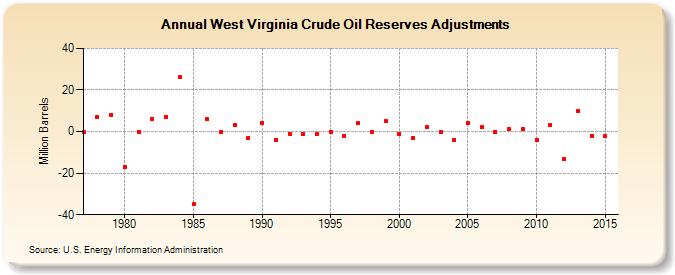 Annual West Virginia Crude Oil Reserves Adjustments
Million Barrels
40
20
0
-20
-40
1980 1985 1990 1995 2000 2005 2010 2015
Source: U.S. Energy Information Administration